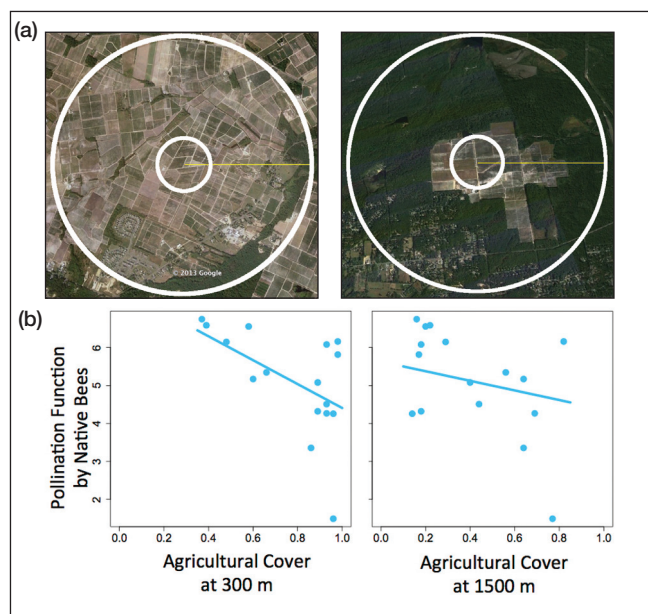 (a)
© 2013 Google
(b)
Pollination Function
by Native Bees
6
5
4
3
2
0.0 0.2 0.4 0.6 0.8 1.0
Agricultural Cover
at 300 m
0.0 0.2 0.4 0.6 0.8 1.0
Agricultural Cover
at 1500 m